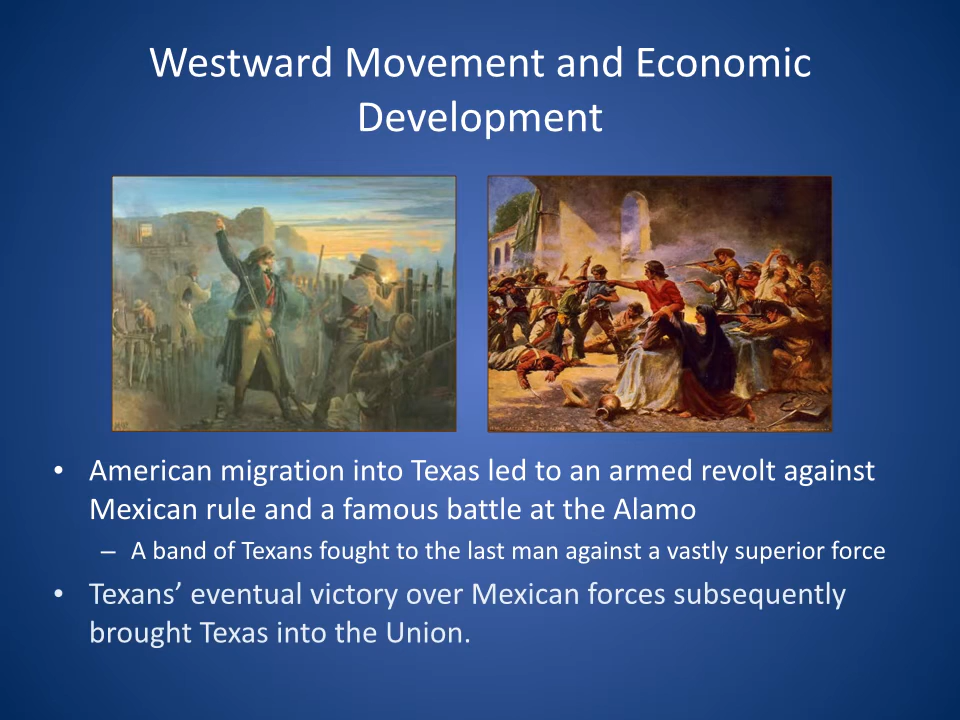 Westward Movement and Economic
Development
• American migration into Texas led to an armed revolt against
Mexican rule and a famous battle at the Alamo
– A band of Texans fought to the last man against a vastly superior force
• Texans’ eventual victory over Mexican forces subsequently
brought Texas into the Union.